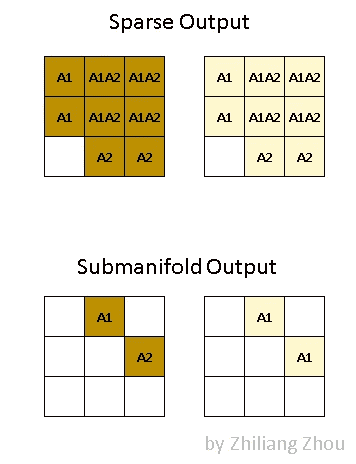 Sparse Output
A1 A1A2 A1A2 A1 A1A2 A1A2
A1 A1A2 A1A2 A1 A1A2 A1A2
A2 A2 A2 A2
Submanifold Output
A1 A1
A2 A1
by Zhiliang Zhou